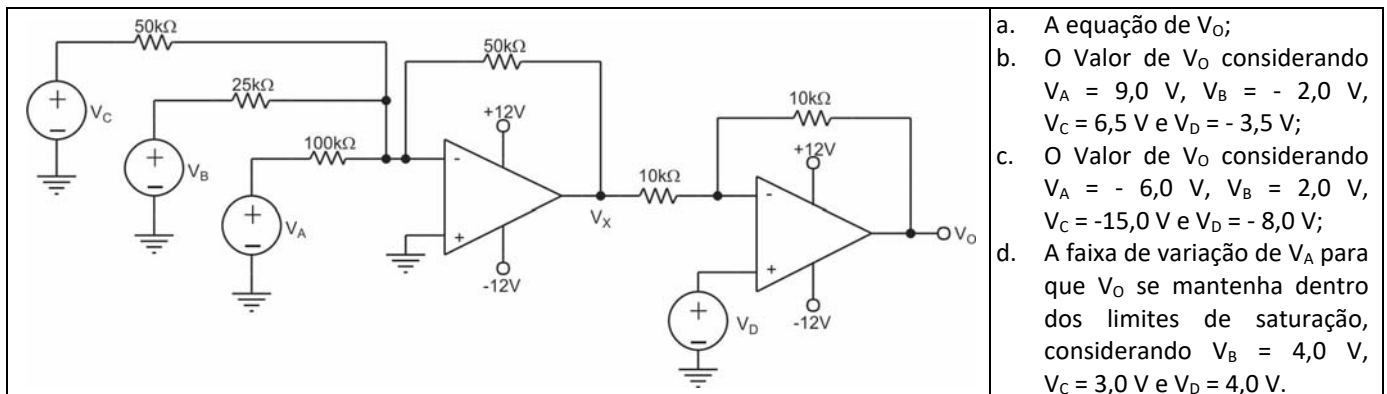 50kΩ
50kΩ
25kΩ
10kΩ
+12V
VC
100kΩ
-
+12V
10kΩ
-
VB
VX
VA
+
VO
+
-12V
VD
-12V
a. A equação de VO;
b. O Valor de VO considerando
VA = 9,0 V, VB = - 2,0 V,
VC = 6,5 V e VD = - 3,5 V;
c. O Valor de VO considerando
VA = - 6,0 V, VB = 2,0 V,
VC = -15,0 V e VD = - 8,0 V;
d. A faixa de variação de VA para
que VO se mantenha dentro
dos limites de saturação,
considerando VB = 4,0 V,
VC = 3,0 V e VD = 4,0 V.